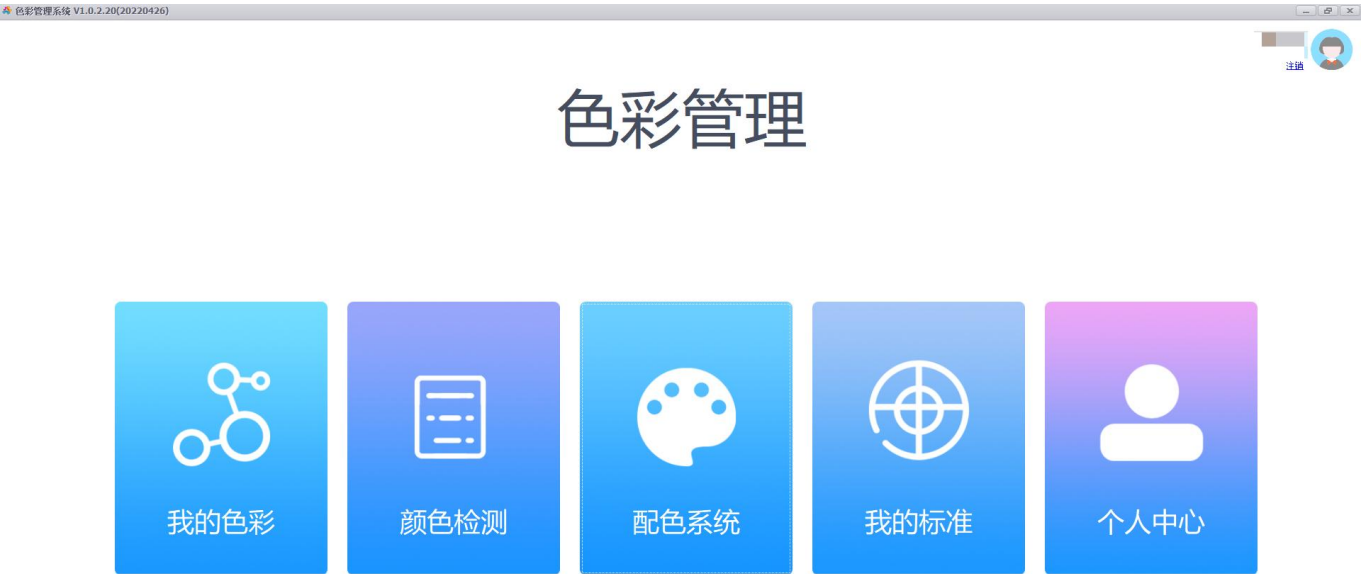 色彩管理系统 V1.0.2.20(20220426)
注销
色彩管理
我的色彩
颜色检测
配色系统
我的标准
个人中心